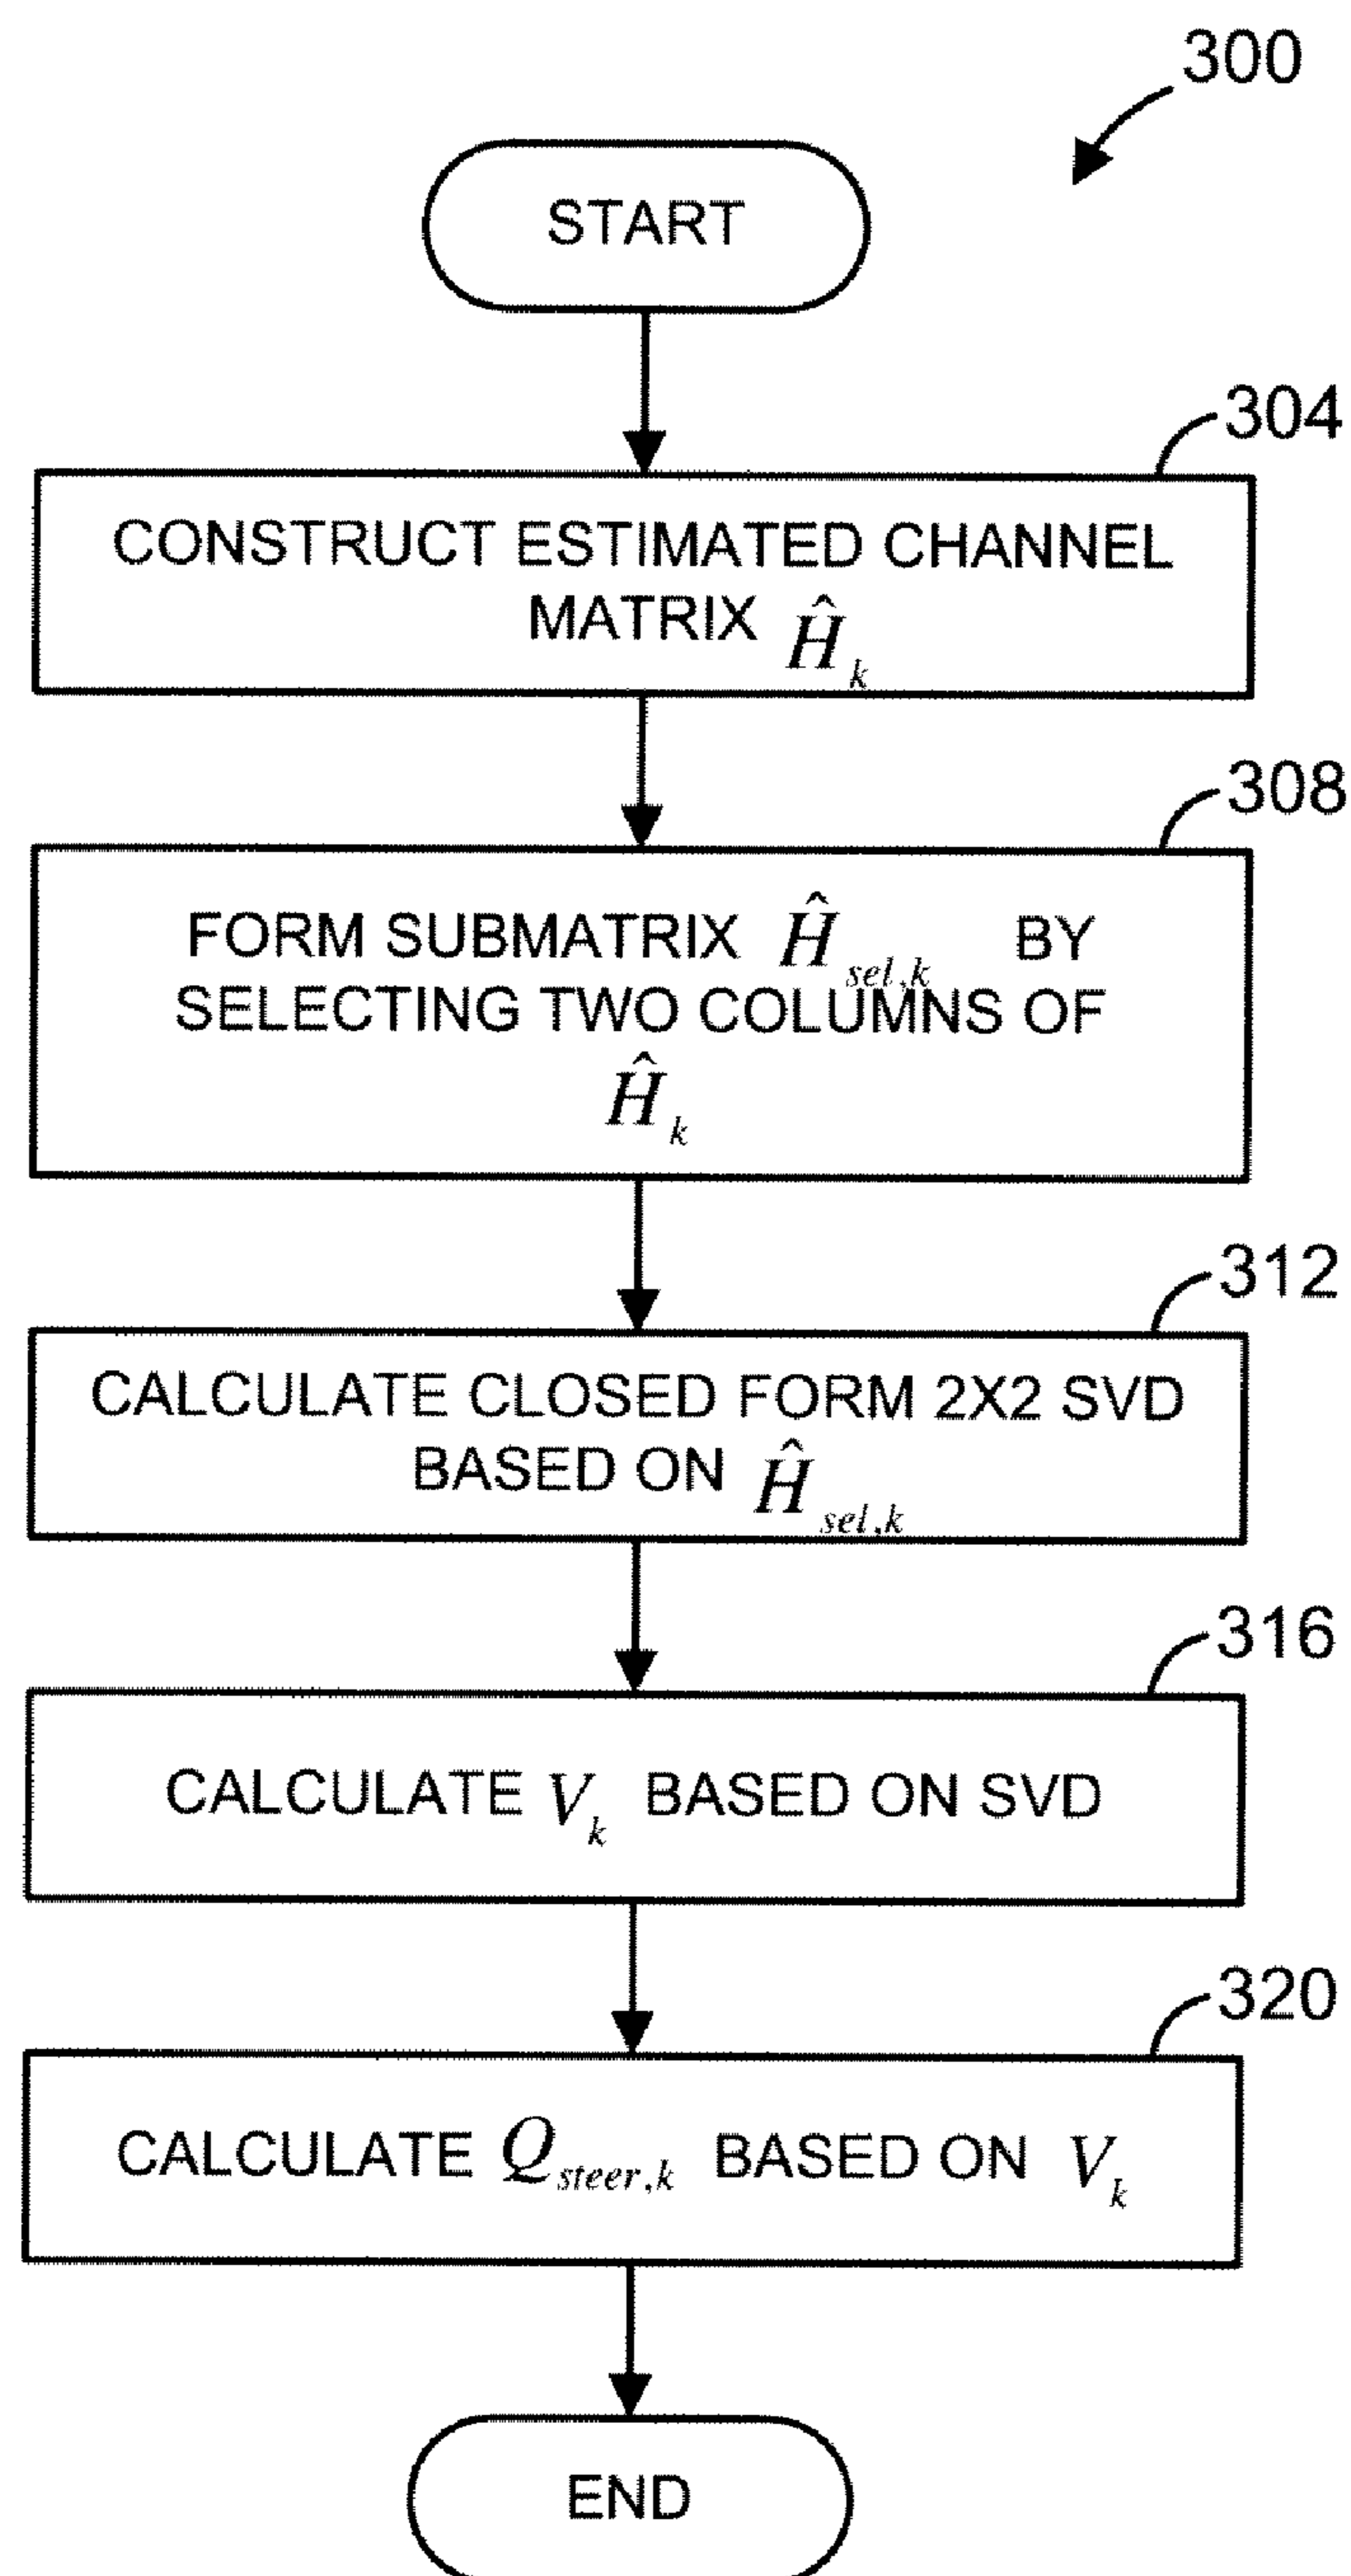 300
START
304
CONSTRUCT ESTIMATED CHANNEL
MATRIX Ĥ_k
308
FORM SUBMATRIX Ĥ_sel,k BY
SELECTING TWO COLUMNS OF
Ĥ_k
312
CALCULATE CLOSED FORM 2X2 SVD
BASED ON Ĥ_sel,k
316
CALCULATE V_k BASED ON SVD
320
CALCULATE Q_steer,k BASED ON V_k
END